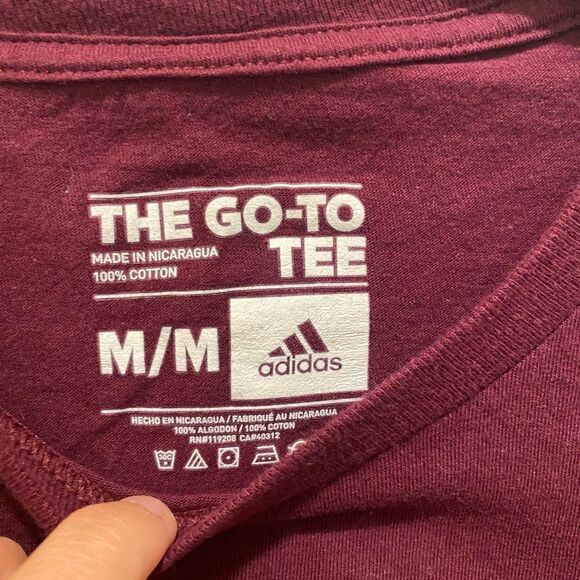 THE GO-TO
TEE
MADE IN NICARAGUA
100% COTTON
M/M
adidas
HECHO EN NICARAGUA / FABRIQUÉ AU NICARAGUA
100% ALGODON / 100% COTON
RN#119208 CA#40312
30C